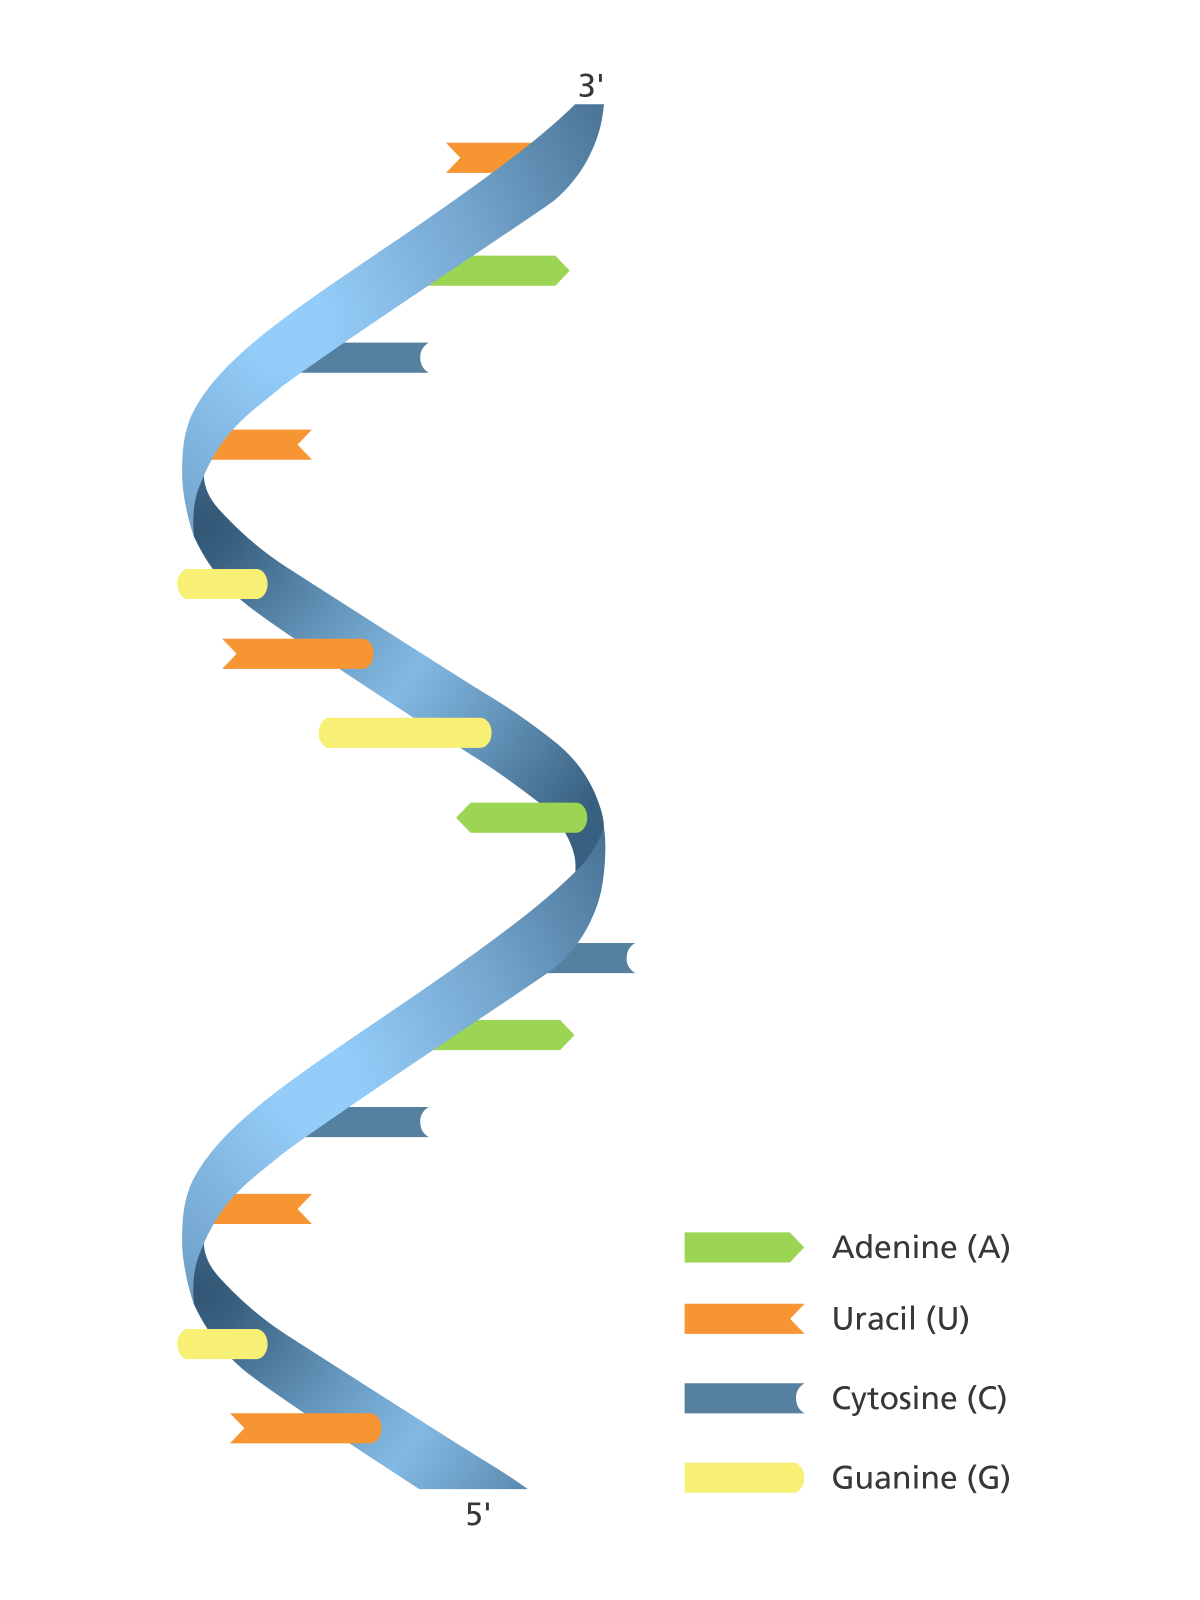 3'
Adenine (A)
Uracil (U)
Cytosine (C)
Guanine (G)
5'